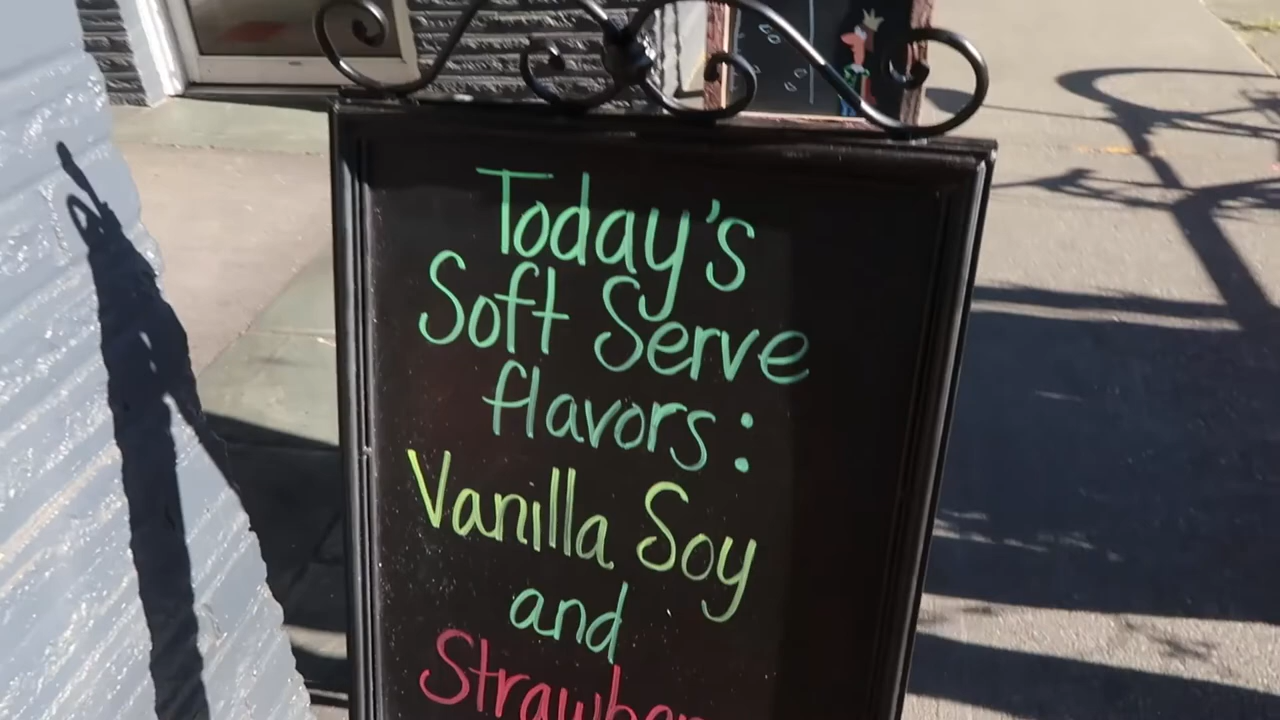 Today's
Soft Serve
flavors:
Vanilla Soy
and